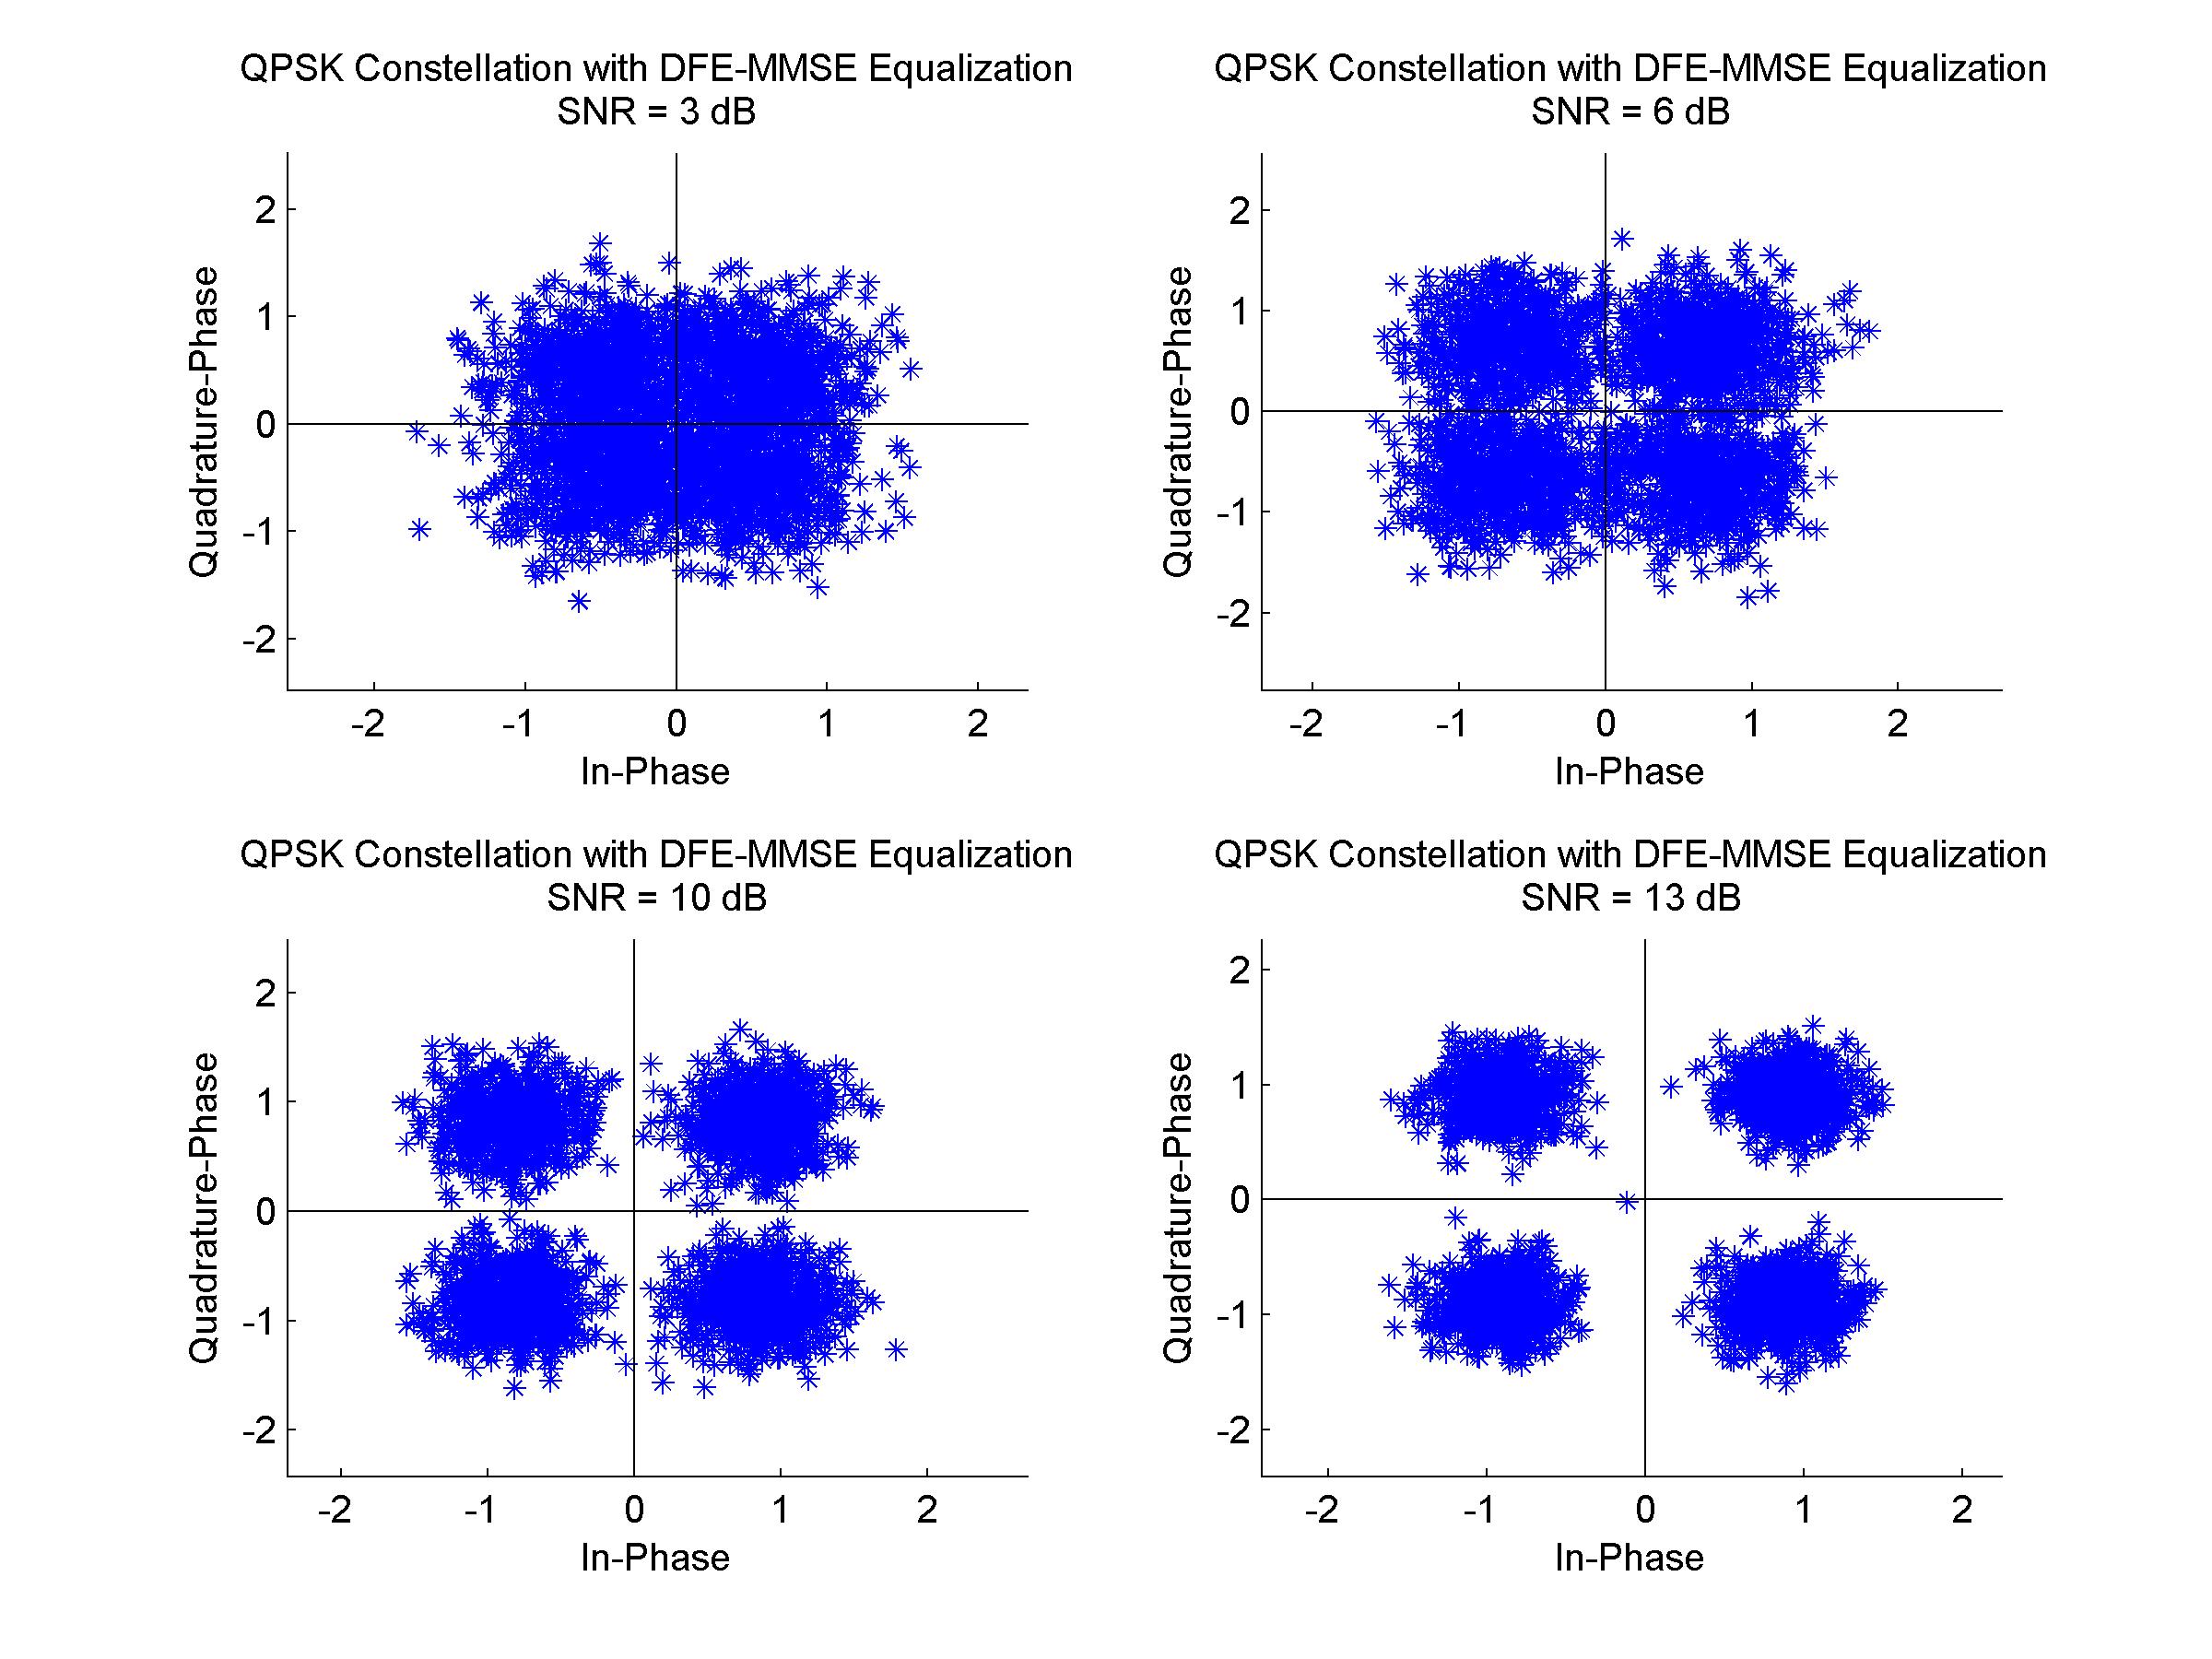 QPSK Constellation with DFE-MMSE Equalization
SNR = 3 dB
2
1
0
-1
-2
Quadrature-Phase
-2 -1 0 1 2
In-Phase
QPSK Constellation with DFE-MMSE Equalization
SNR = 6 dB
2
1
0
-1
-2
Quadrature-Phase
-2 -1 0 1 2
In-Phase
QPSK Constellation with DFE-MMSE Equalization
SNR = 10 dB
2
1
0
-1
-2
Quadrature-Phase
-2 -1 0 1 2
In-Phase
QPSK Constellation with DFE-MMSE Equalization
SNR = 13 dB
2
1
0
-1
-2
Quadrature-Phase
-2 -1 0 1 2
In-Phase